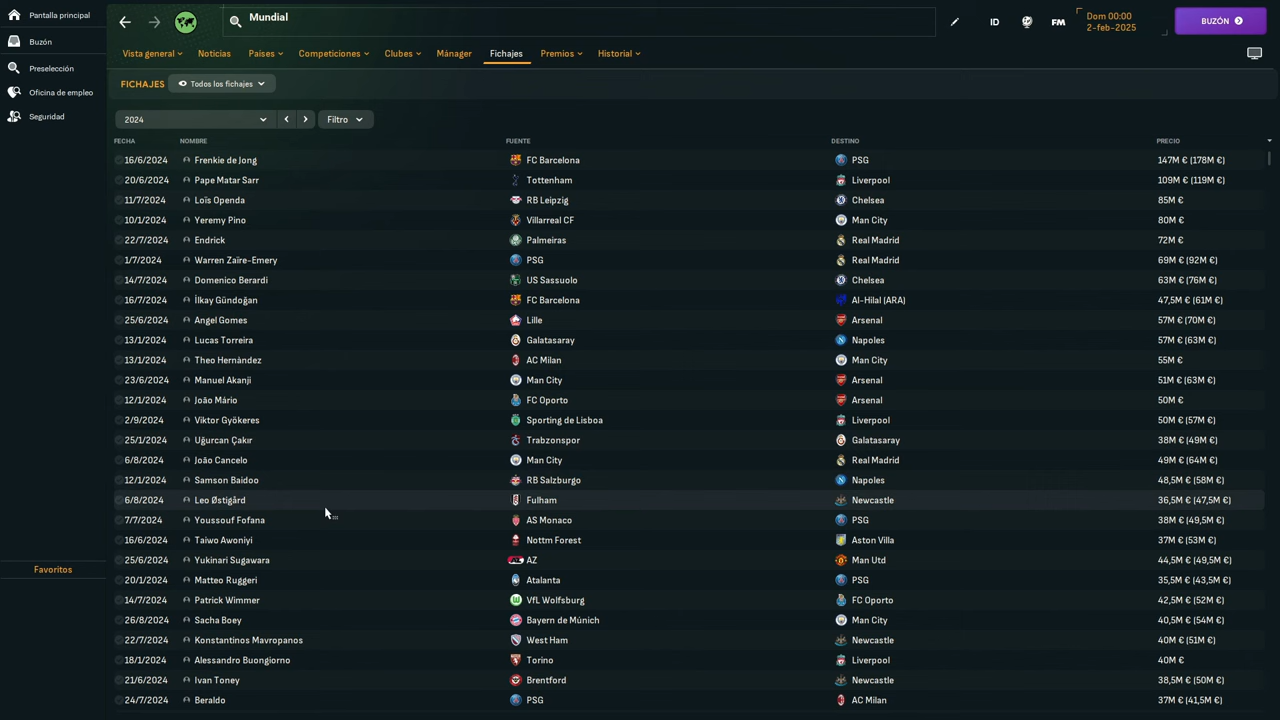 Pantalla principal
Buzón
Preselección
Oficina de empleo
Seguridad
Favoritos
Mundial
ID
FM
Dom 00:00
2-feb-2025
BUZÓN
Vista general
Noticias
Países
Competiciones
Clubes
Mánager
Fichajes
Premios
Historial
FICHAJES
Todos los fichajes
2024
Filtro
FECHA NOMBRE FUENTE DESTINO PRECIO
16/6/2024 Frenkie de Jong FC Barcelona PSG 147M € (178M €)
20/6/2024 Pape Matar Sarr Tottenham Liverpool 109M € (119M €)
11/7/2024 Loïs Openda RB Leipzig Chelsea 85M €
10/1/2024 Yeremy Pino Villarreal CF Man City 80M €
22/7/2024 Endrick Palmeiras Real Madrid 72M €
1/7/2024 Warren Zaïre-Emery PSG Real Madrid 69M € (92M €)
14/7/2024 Domenico Berardi US Sassuolo Chelsea 63M € (76M €)
16/7/2024 İlkay Gündoğan FC Barcelona Al-Hilal (ARA) 47,5M € (61M €)
25/6/2024 Angel Gomes Lille Arsenal 57M € (70M €)
13/1/2024 Lucas Torreira Galatasaray Napoles 57M € (63M €)
13/1/2024 Theo Hernández AC Milan Man City 55M €
23/6/2024 Manuel Akanji Man City Arsenal 51M € (63M €)
12/1/2024 João Mário FC Oporto Arsenal 50M €
2/9/2024 Viktor Gyökeres Sporting de Lisboa Liverpool 50M € (57M €)
25/1/2024 Uğurcan Çakır Trabzonspor Galatasaray 38M € (49M €)
6/8/2024 João Cancelo Man City Real Madrid 49M € (64M €)
12/1/2024 Samson Baidoo RB Salzburgo Napoles 48,5M € (58M €)
6/8/2024 Leo Østigård Fulham Newcastle 36,5M € (47,5M €)
7/7/2024 Youssouf Fofana AS Monaco PSG 38M € (49,5M €)
16/6/2024 Taiwo Awoniyi Nottm Forest Aston Villa 37M € (53M €)
25/6/2024 Yukinari Sugawara AZ Man Utd 44,5M € (49,5M €)
20/1/2024 Matteo Ruggeri Atalanta PSG 35,5M € (43,5M €)
14/7/2024 Patrick Wimmer VfL Wolfsburg FC Oporto 42,5M € (52M €)
26/8/2024 Sacha Boey Bayern de Múnich Man City 40,5M € (54M €)
22/7/2024 Konstantinos Mavropanos West Ham Newcastle 40M € (51M €)
18/1/2024 Alessandro Buongiorno Torino Liverpool 40M €
21/6/2024 Ivan Toney Brentford Newcastle 38,5M € (50M €)
24/7/2024 Beraldo PSG AC Milan 37M € (41,5M €)